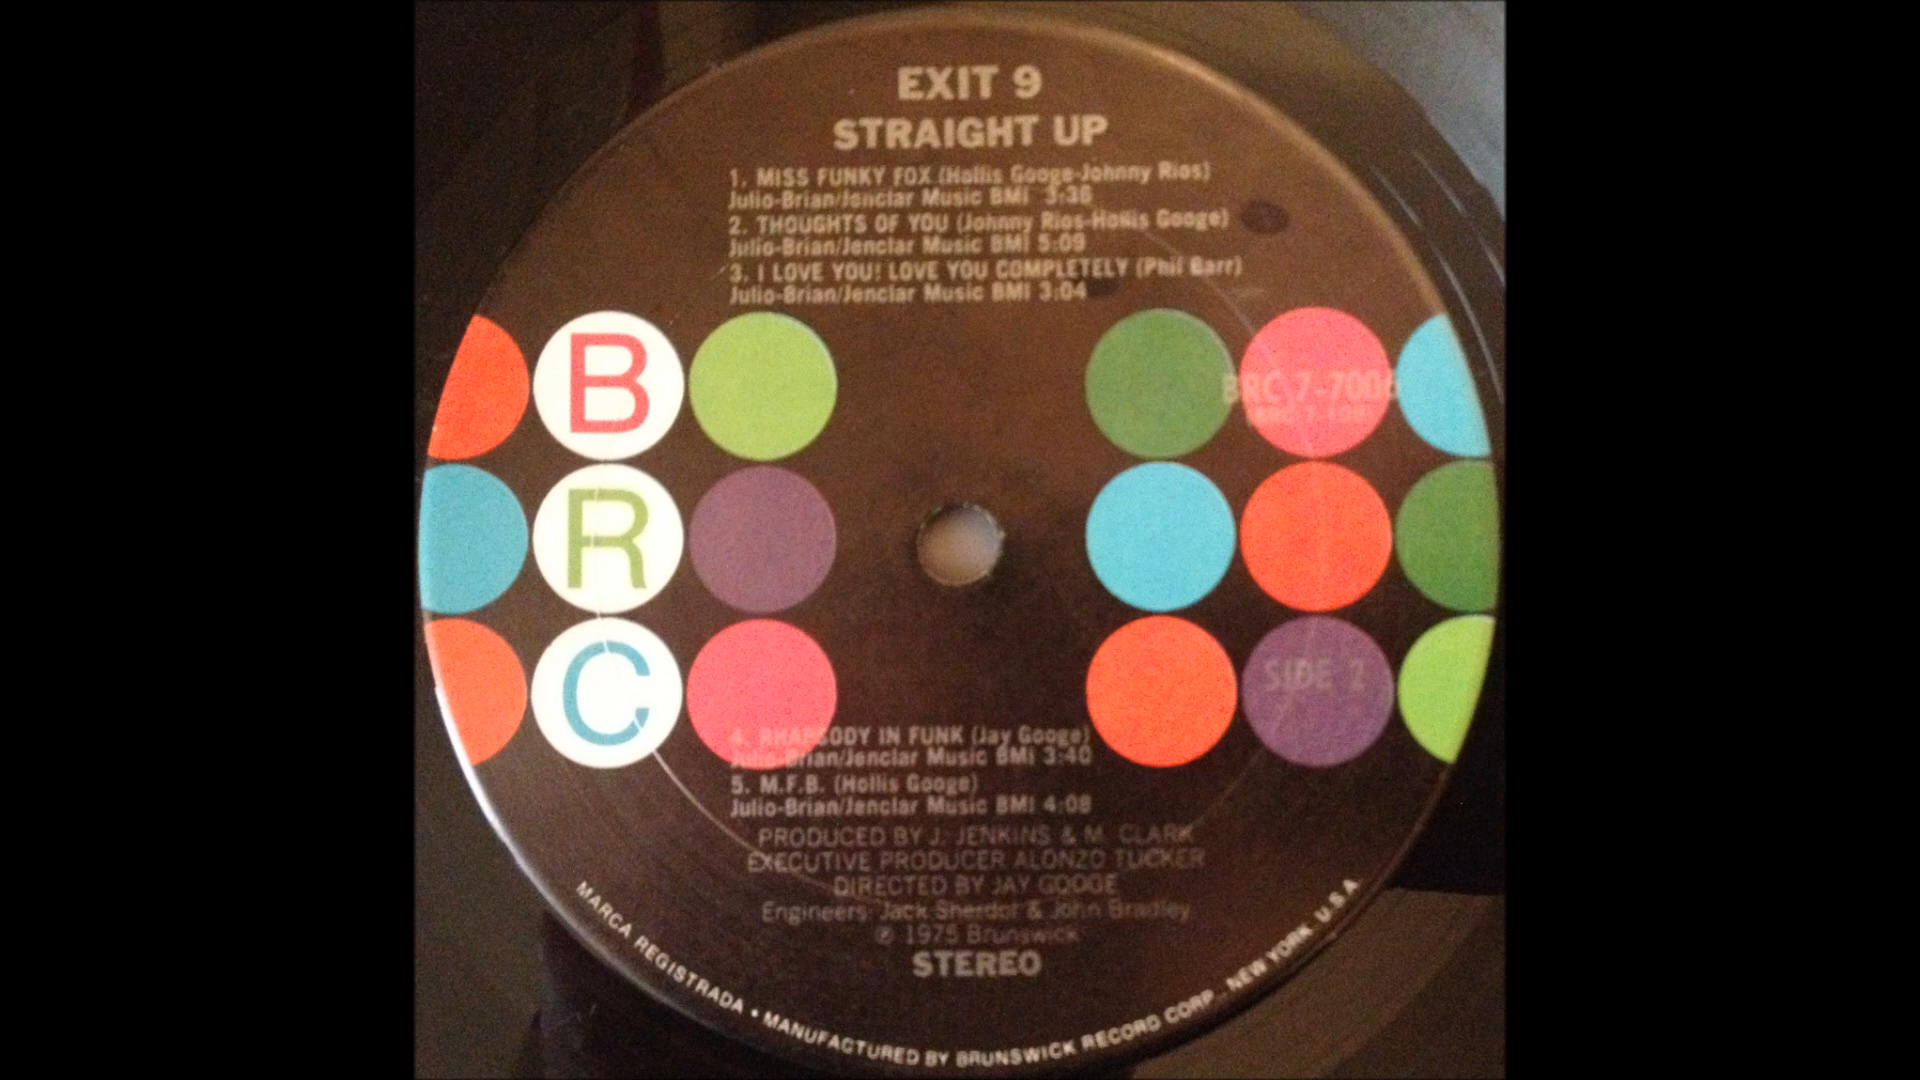 EXIT 9
STRAIGHT UP
1. MISS FUNKY FOX (Hollis Googe-Johnny Rios)
Julio-Brian/Jenclar Music BMI 3:36
2. THOUGHTS OF YOU (Johnny Rios-Hollis Googe)
Julio-Brian/Jenclar Music BMI 5:09
3. I LOVE YOU! LOVE YOU COMPLETELY (Phil Barr)
Julio-Brian/Jenclar Music BMI 3:04
B
R
C
BRC 7-7006
SIDE 2
4. RHAPSODY IN FUNK (Jay Googe)
Julio-Brian/Jenclar Music BMI 3:40
5. M.F.B. (Hollis Googe)
Julio-Brian/Jenclar Music BMI 4:08
PRODUCED BY J. JENKINS & M. CLARK
EXECUTIVE PRODUCER ALONZO TUCKER
DIRECTED BY JAY GOOGE
Engineers: Jack Sherdof & John Bradley
℗ 1975 Brunswick
STEREO
MARCA REGISTRADA • MANUFACTURED BY BRUNSWICK RECORD CORP., NEW YORK, U.S.A.